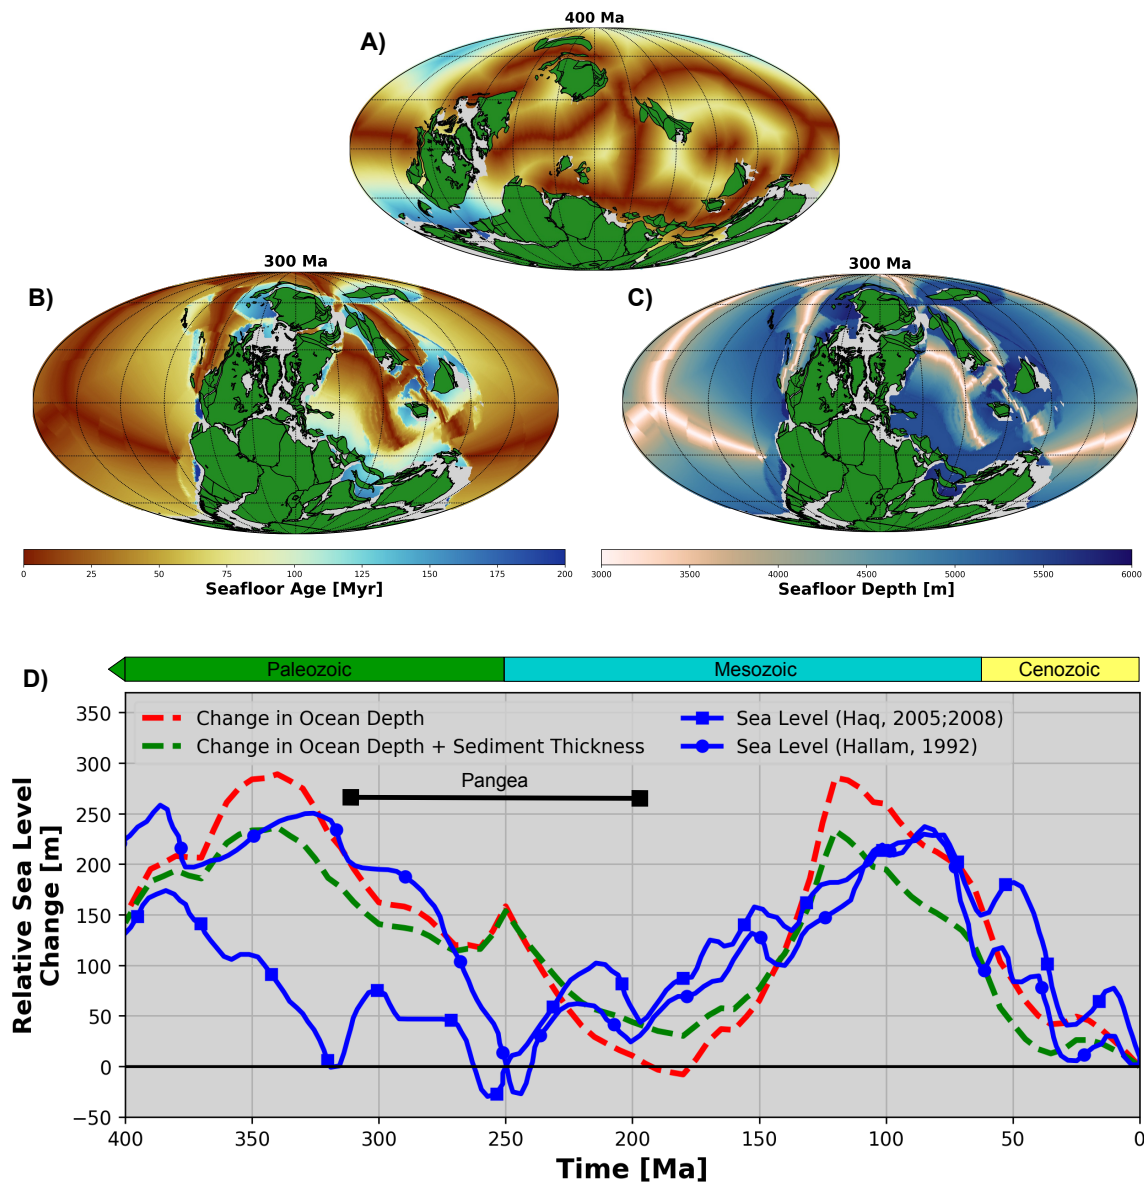 400 Ma
A)
300 Ma
300 Ma
B)
C)
0 25 50 75 100 125 150 175 200
Seafloor Age [Myr]
3000 3500 4000 4500 5000 5500 6000
Seafloor Depth [m]
D)
Paleozoic Mesozoic Cenozoic
350
300
250
200
150
100
50
0
−50
Relative Sea Level
Change [m]
Change in Ocean Depth
Change in Ocean Depth + Sediment Thickness
Sea Level (Haq, 2005;2008)
Sea Level (Hallam, 1992)
Pangea
400 350 300 250 200 150 100 50 0
Time [Ma]